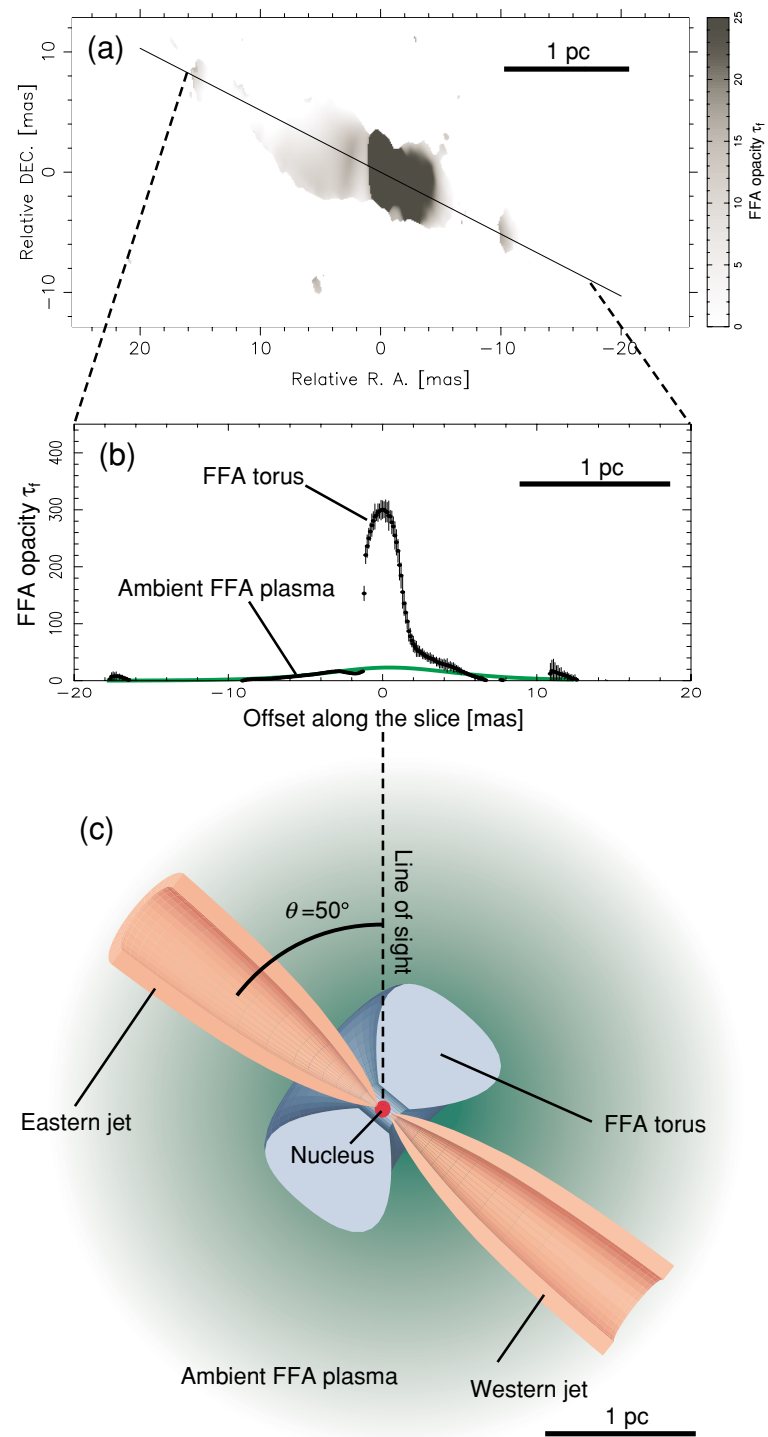 (a)
1 pc
Relative DEC. [mas]
10
0
-10
20
10
0
-10
-20
Relative R. A. [mas]
25
20
15
10
5
0
FFA opacity τf
(b)
1 pc
FFA torus
Ambient FFA plasma
FFA opacity τf
400
300
200
100
0
-20
-10
0
10
20
Offset along the slice [mas]
(c)
Line of sight
θ=50°
Eastern jet
Nucleus
FFA torus
Ambient FFA plasma
Western jet
1 pc